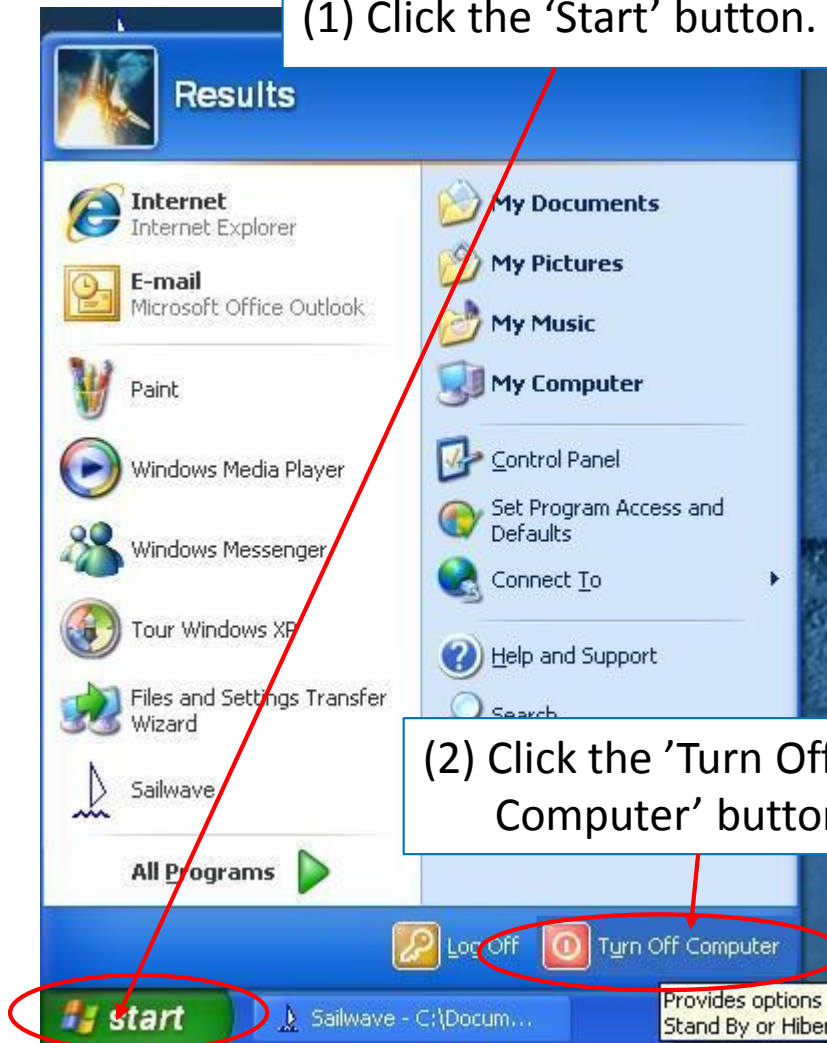 (1) Click the ‘Start’ button.
Results
Internet
Internet Explorer
E-mail
Microsoft Office Outlook
Paint
Windows Media Player
Windows Messenger
Tour Windows XP
Files and Settings Transfer
Wizard
Sailwave
All Programs
My Documents
My Pictures
My Music
My Computer
Control Panel
Set Program Access and
Defaults
Connect To
Help and Support
Search
(2) Click the ’Turn Off
Computer’ button
Log Off
Turn Off Computer
start
Sailwave - C:\Docum...
Provides options
Stand By or Hiber